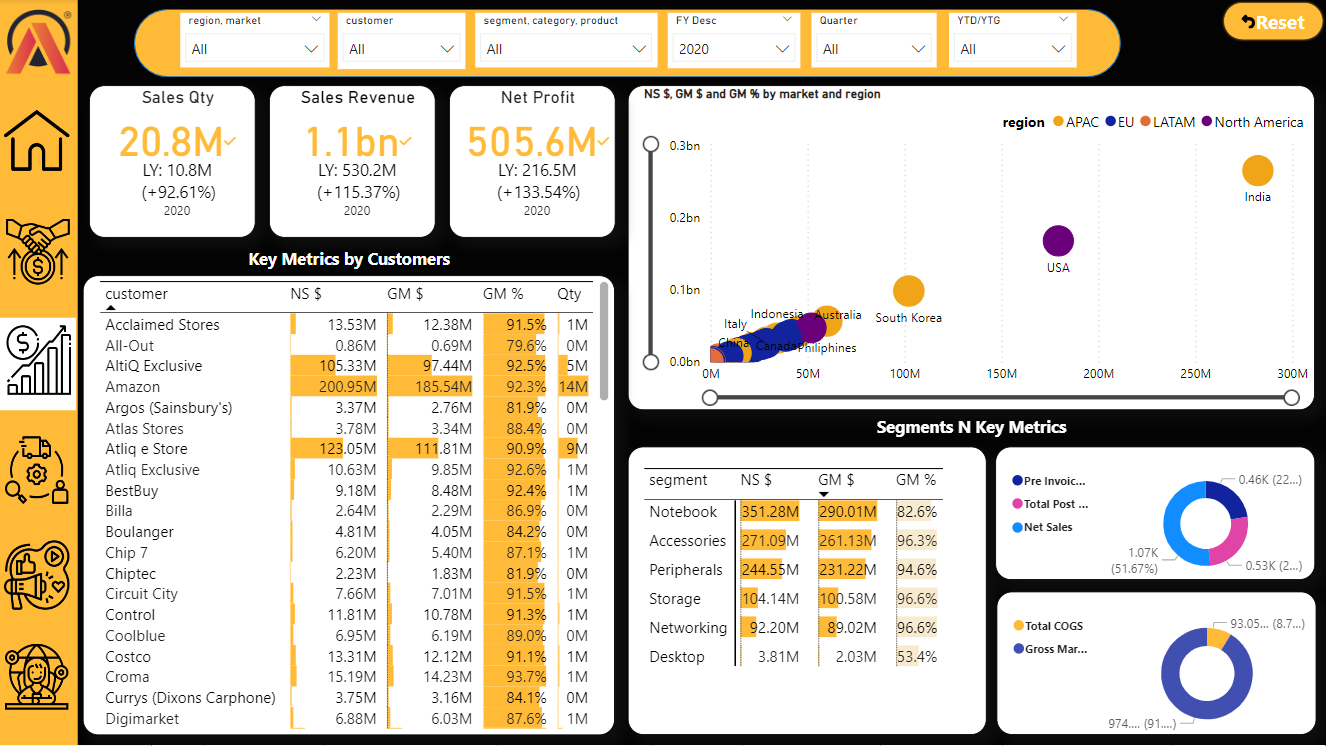 region, market
All
customer
All
segment, category, product
All
FY Desc
2020
Quarter
All
YTD/YTG
All
Reset
Sales Qty
20.8M
LY: 10.8M
(+92.61%)
2020
Sales Revenue
1.1bn
LY: 530.2M
(+115.37%)
2020
Net Profit
505.6M
LY: 216.5M
(+133.54%)
2020
NS $, GM $ and GM % by market and region
region APAC EU LATAM North America
0.3bn
0.2bn
0.1bn
0.0bn
India
USA
South Korea
Australia
Indonesia
Italy
China
Canada
Philiphines
0M 50M 100M 150M 200M 250M 300M
Key Metrics by Customers
customer NS $ GM $ GM % Qty
Acclaimed Stores 13.53M 12.38M 91.5% 1M
All-Out 0.86M 0.69M 79.6% 0M
AltiQ Exclusive 105.33M 97.44M 92.5% 5M
Amazon 200.95M 185.54M 92.3% 14M
Argos (Sainsbury's) 3.37M 2.76M 81.9% 0M
Atlas Stores 3.78M 3.34M 88.4% 0M
Atliq e Store 123.05M 111.81M 90.9% 9M
Atliq Exclusive 10.63M 9.85M 92.6% 1M
BestBuy 9.18M 8.48M 92.4% 1M
Billa 2.64M 2.29M 86.9% 0M
Boulanger 4.81M 4.05M 84.2% 0M
Chip 7 6.20M 5.40M 87.1% 1M
Chiptec 2.23M 1.83M 81.9% 0M
Circuit City 7.66M 7.01M 91.5% 1M
Control 11.81M 10.78M 91.3% 1M
Coolblue 6.95M 6.19M 89.0% 0M
Costco 13.31M 12.12M 91.1% 1M
Croma 15.19M 14.23M 93.7% 1M
Currys (Dixons Carphone) 3.75M 3.16M 84.1% 0M
Digimarket 6.88M 6.03M 87.6% 1M
Segments N Key Metrics
segment NS $ GM $ GM %
Notebook 351.28M 290.01M 82.6%
Accessories 271.09M 261.13M 96.3%
Peripherals 244.55M 231.22M 94.6%
Storage 104.14M 100.58M 96.6%
Networking 92.20M 89.02M 96.6%
Desktop 3.81M 2.03M 53.4%
Pre Invoic...
Total Post ...
Net Sales
0.46K (22...)
0.53K (2...)
1.07K
(51.67%)
Total COGS
Gross Mar...
93.05... (8.7...)
974.... (91....)